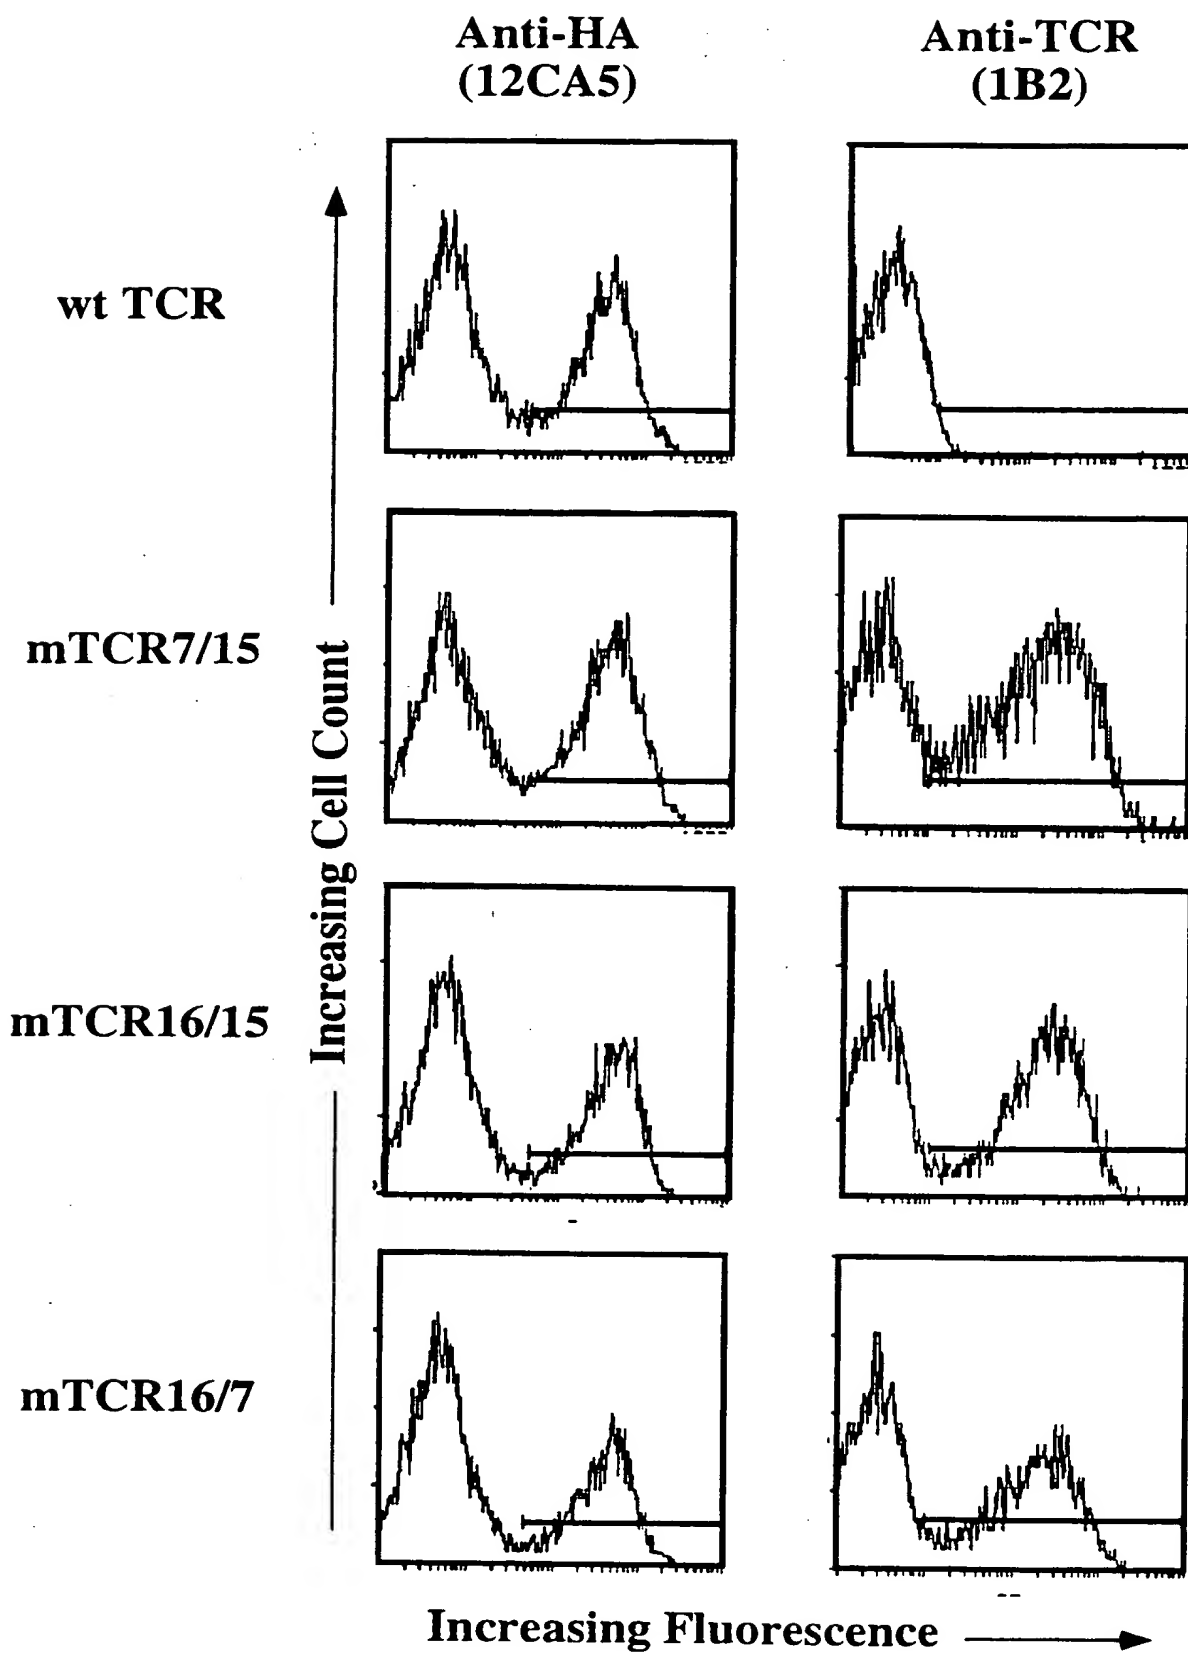 Anti-HA
(12CA5)
Anti-TCR
(1B2)
wt TCR
mTCR7/15
mTCR16/15
mTCR16/7
Increasing Cell Count
Increasing Fluorescence